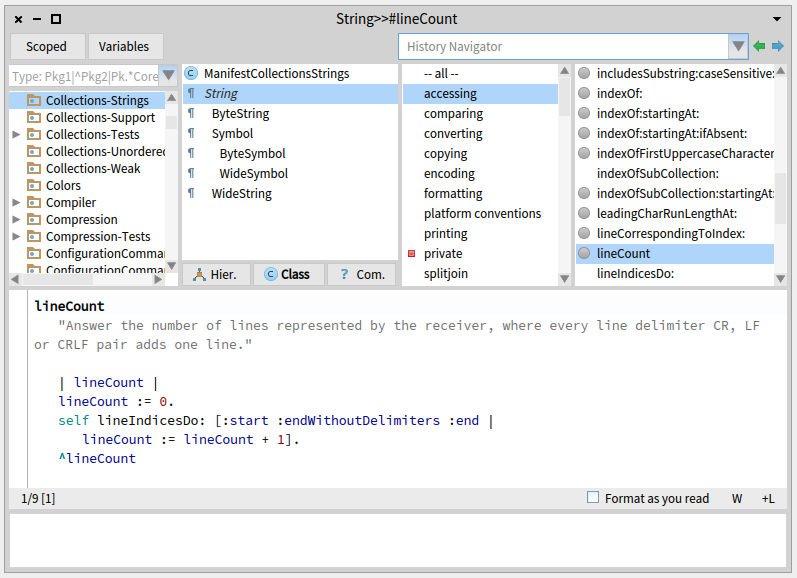 String>>#lineCount
Scoped
Variables
History Navigator
Type: Pkg1|^Pkg2|Pk.*Core
Collections-Strings
Collections-Support
Collections-Tests
Collections-Unordered
Collections-Weak
Colors
Compiler
Compression
Compression-Tests
ConfigurationComma
ConfigurationComma
ManifestCollectionsStrings
String
ByteString
Symbol
ByteSymbol
WideSymbol
WideString
Hier.
Class
? Com.
-- all --
accessing
comparing
converting
copying
encoding
formatting
platform conventions
printing
private
splitjoin
includesSubstring:caseSensitive:
indexOf:
indexOf:startingAt:
indexOf:startingAt:ifAbsent:
indexOfFirstUppercaseCharacter
indexOfSubCollection:
indexOfSubCollection:startingAt:
leadingCharRunLengthAt:
lineCorrespondingToIndex:
lineCount
lineIndicesDo:
lineCount
"Answer the number of lines represented by the receiver, where every line delimiter CR, LF
or CRLF pair adds one line."
| lineCount |
lineCount := 0.
self lineIndicesDo: [:start :endWithoutDelimiters :end |
lineCount := lineCount + 1].
^lineCount
1/9 [1]
Format as you read
W
+L